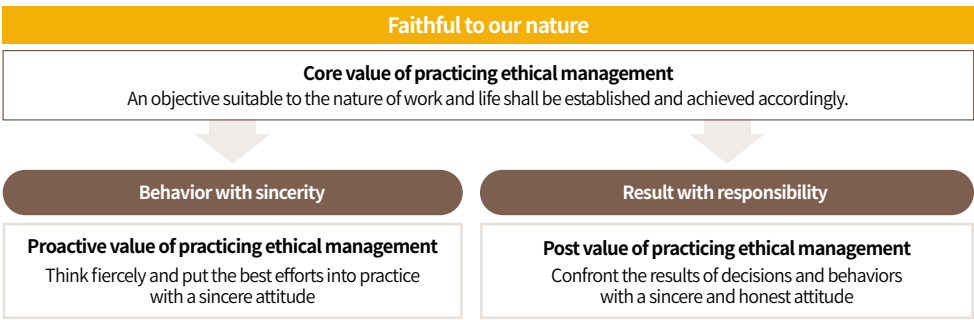 Faithful to our nature
Core value of practicing ethical management
An objective suitable to the nature of work and life shall be established and achieved accordingly.
Behavior with sincerity
Proactive value of practicing ethical management
Think fiercely and put the best efforts into practice
with a sincere attitude
Result with responsibility
Post value of practicing ethical management
Confront the results of decisions and behaviors
with a sincere and honest attitude